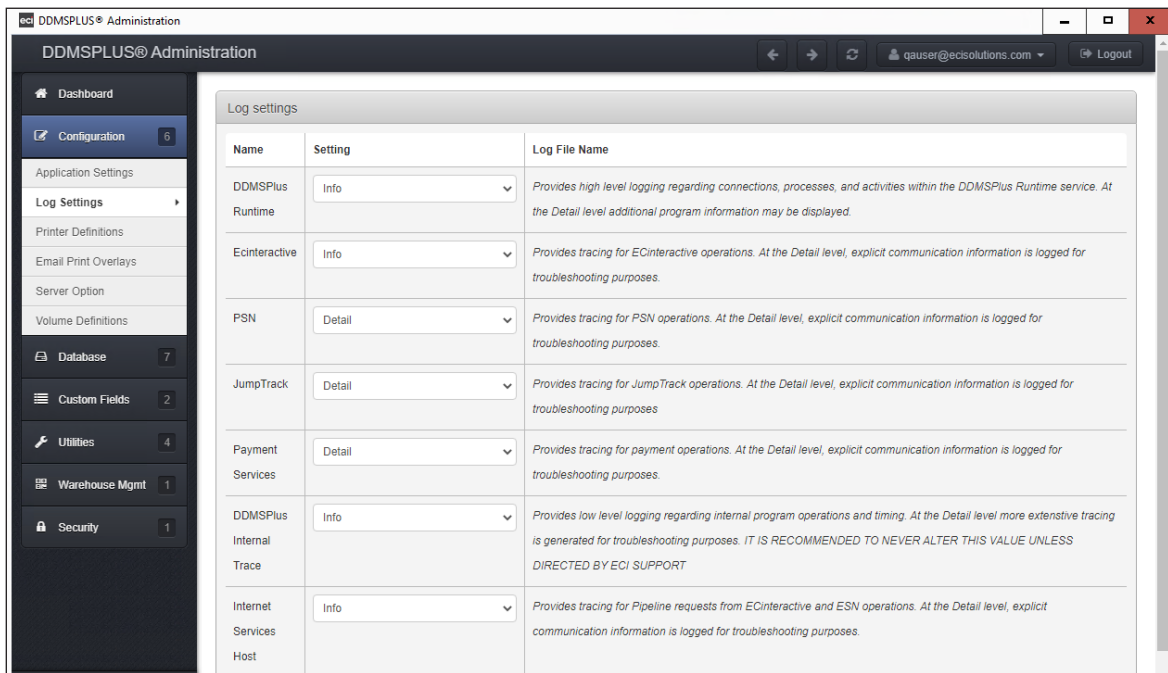 eci DDMSPLUS® Administration
DDMSPLUS® Administration
qauser@ecisolutions.com
Logout
Dashboard
Configuration 6
Application Settings
Log Settings
Printer Definitions
Email Print Overlays
Server Option
Volume Definitions
Database 7
Custom Fields 2
Utilities 4
Warehouse Mgmt 1
Security 1
Log settings
Name Setting Log File Name
DDMSPlus
Runtime
Info
Provides high level logging regarding connections, processes, and activities within the DDMSPlus Runtime service. At
the Detail level additional program information may be displayed.
Ecinteractive
Info
Provides tracing for ECinteractive operations. At the Detail level, explicit communication information is logged for
troubleshooting purposes.
PSN
Detail
Provides tracing for PSN operations. At the Detail level, explicit communication information is logged for
troubleshooting purposes.
JumpTrack
Detail
Provides tracing for JumpTrack operations. At the Detail level, explicit communication information is logged for
troubleshooting purposes
Payment
Services
Detail
Provides tracing for payment operations. At the Detail level, explicit communication information is logged for
troubleshooting purposes.
DDMSPlus
Internal
Trace
Info
Provides low level logging regarding internal program operations and timing. At the Detail level more extenstive tracing
is generated for troubleshooting purposes. IT IS RECOMMENDED TO NEVER ALTER THIS VALUE UNLESS
DIRECTED BY ECI SUPPORT
Internet
Services
Host
Info
Provides tracing for Pipeline requests from ECinteractive and ESN operations. At the Detail level, explicit
communication information is logged for troubleshooting purposes.